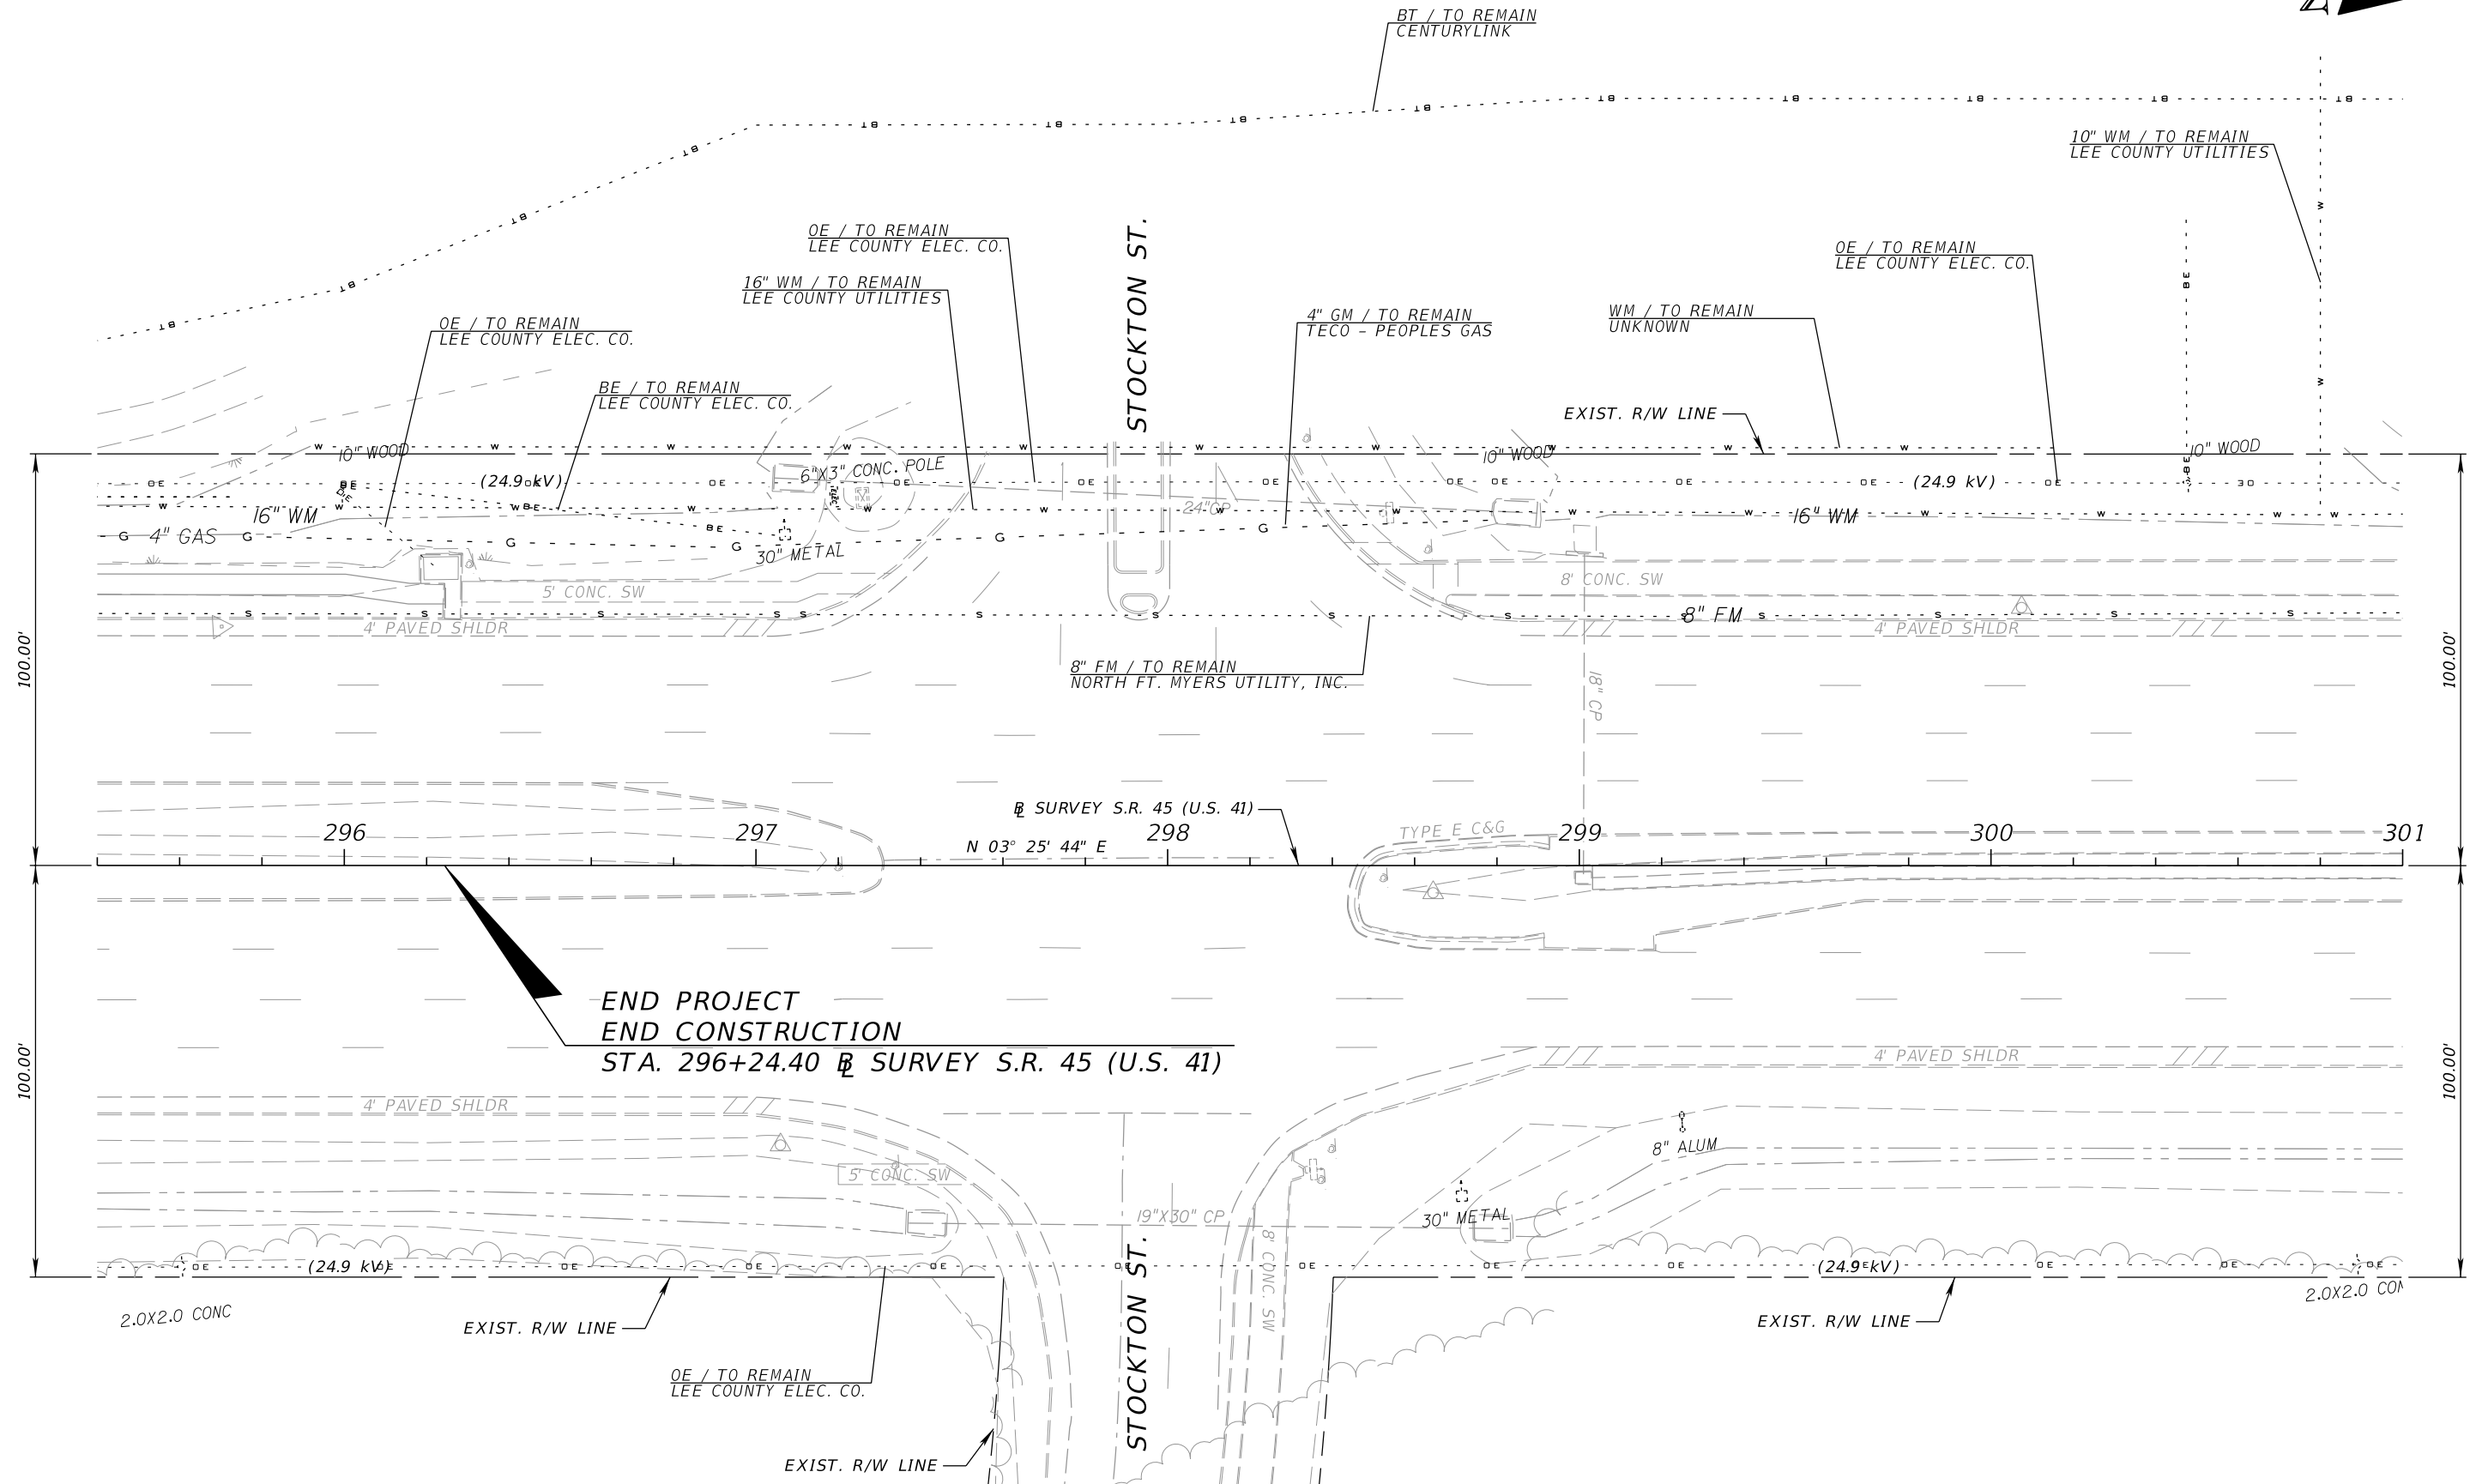 BT / TO REMAIN
CENTURYLINK
10" WM / TO REMAIN
LEE COUNTY UTILITIES
OE / TO REMAIN
LEE COUNTY ELEC. CO.
16" WM / TO REMAIN
LEE COUNTY UTILITIES
STOCKTON ST.
OE / TO REMAIN
LEE COUNTY ELEC. CO.
OE / TO REMAIN
LEE COUNTY ELEC. CO.
4" GM / TO REMAIN
TECO - PEOPLES GAS
WM / TO REMAIN
UNKNOWN
BE / TO REMAIN
LEE COUNTY ELEC. CO.
EXIST. R/W LINE
10" WOOD
6"X3" CONC. POLE
10" WOOD
10" WOOD
(24.9 kV)
(24.9 kV)
16" WM
24"CP
16" WM
4" GAS
30" METAL
5' CONC. SW
8' CONC. SW
8" FM
4' PAVED SHLDR
4' PAVED SHLDR
100.00'
100.00'
8" FM / TO REMAIN
NORTH FT. MYERS UTILITY, INC.
18" CP
BL SURVEY S.R. 45 (U.S. 41)
TYPE E C&G
296
297
298
299
300
301
N 03° 25' 44" E
END PROJECT
END CONSTRUCTION
STA. 296+24.40 BL SURVEY S.R. 45 (U.S. 41)
100.00'
100.00'
4' PAVED SHLDR
4' PAVED SHLDR
8" ALUM
5' CONC. SW
19"X30" CP
30" METAL
8' CONC. SW
(24.9 kV)
(24.9 kV)
2.0X2.0 CONC
2.0X2.0 CON
EXIST. R/W LINE
EXIST. R/W LINE
STOCKTON ST.
OE / TO REMAIN
LEE COUNTY ELEC. CO.
EXIST. R/W LINE